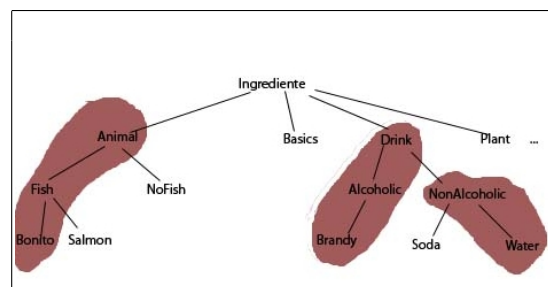 Ingrediente
Animal Basics Drink Plant ...
Fish NoFish Alcoholic NonAlcoholic
Bonito Salmon Brandy Soda Water